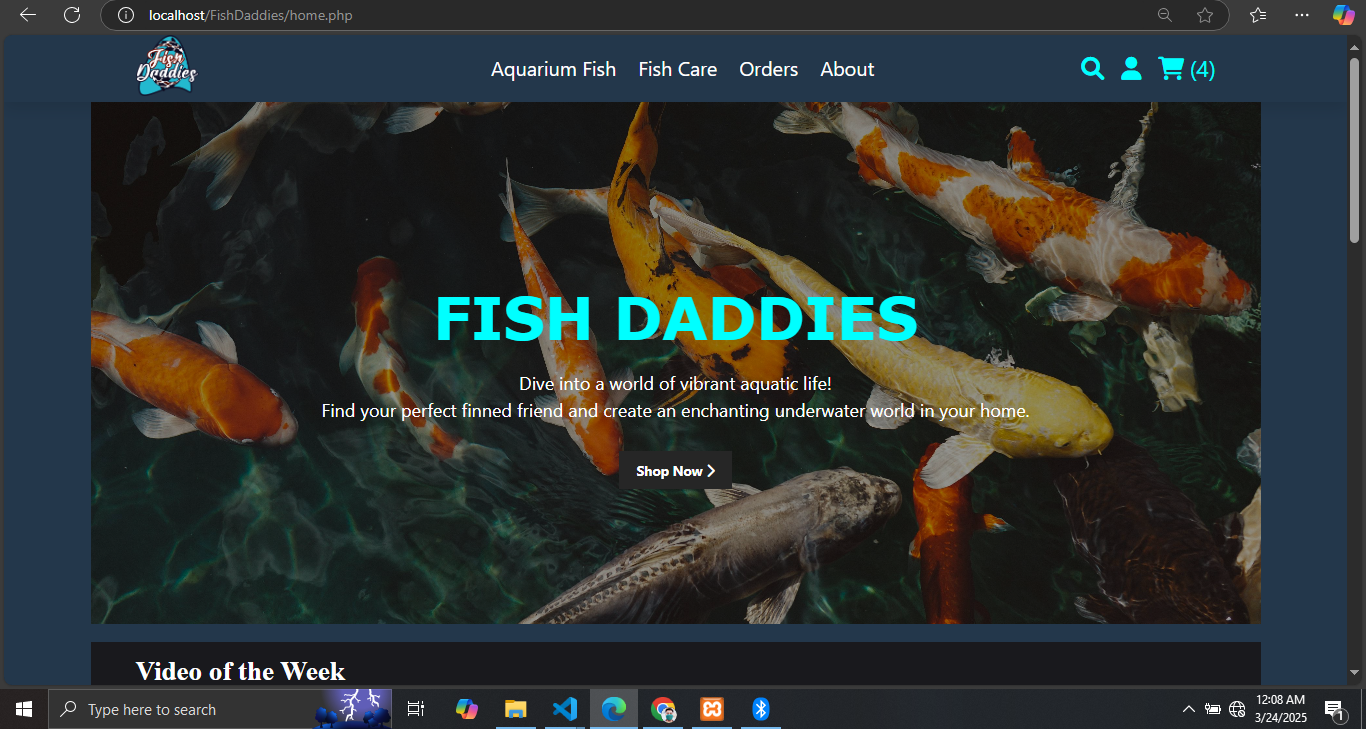 localhost/FishDaddies/home.php
Fish
Daddies
Aquarium Fish Fish Care Orders About (4)
FISH DADDIES
Dive into a world of vibrant aquatic life!
Find your perfect finned friend and create an enchanting underwater world in your home.
Shop Now
Video of the Week
Type here to search
12:08 AM
3/24/2025
1